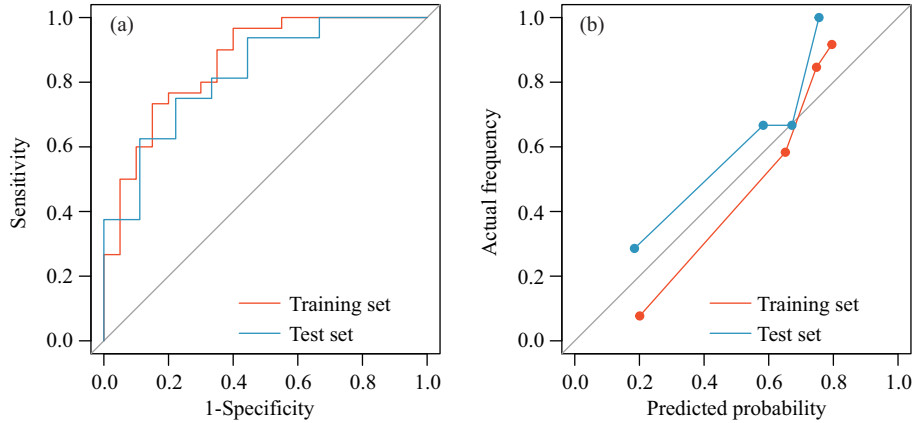 (a)
1.0
0.8
0.6
0.4
0.2
0.0
Sensitivity
Training set
Test set
0.0 0.2 0.4 0.6 0.8 1.0
1-Specificity
(b)
1.0
0.8
0.6
0.4
0.2
0.0
Actual frequency
Training set
Test set
0.0 0.2 0.4 0.6 0.8 1.0
Predicted probability